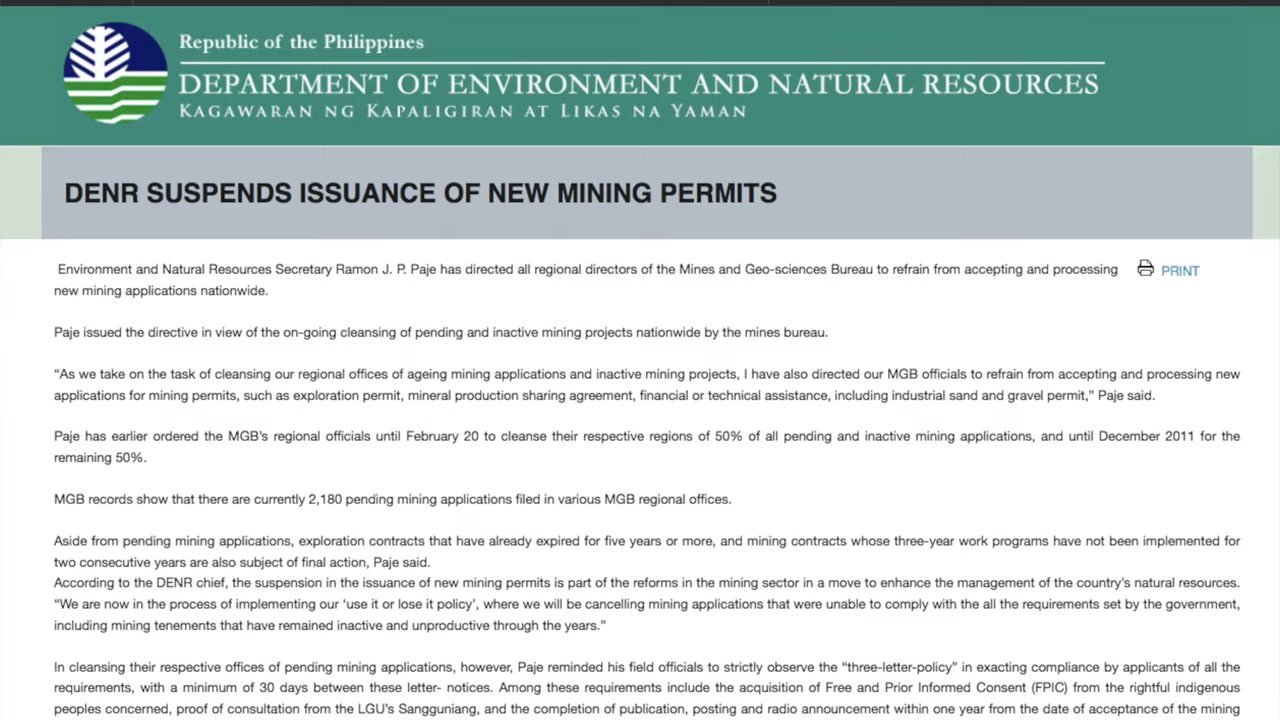 Republic of the Philippines
DEPARTMENT OF ENVIRONMENT AND NATURAL RESOURCES
KAGAWARAN NG KAPALIGIRAN AT LIKAS NA YAMAN
DENR SUSPENDS ISSUANCE OF NEW MINING PERMITS
Environment and Natural Resources Secretary Ramon J. P. Paje has directed all regional directors of the Mines and Geo-sciences Bureau to refrain from accepting and processing
PRINT
new mining applications nationwide.
Paje issued the directive in view of the on-going cleansing of pending and inactive mining projects nationwide by the mines bureau.
“As we take on the task of cleansing our regional offices of ageing mining applications and inactive mining projects, I have also directed our MGB officials to refrain from accepting and processing new
applications for mining permits, such as exploration permit, mineral production sharing agreement, financial or technical assistance, including industrial sand and gravel permit,” Paje said.
Paje has earlier ordered the MGB’s regional officials until February 20 to cleanse their respective regions of 50% of all pending and inactive mining applications, and until December 2011 for the
remaining 50%.
MGB records show that there are currently 2,180 pending mining applications filed in various MGB regional offices.
Aside from pending mining applications, exploration contracts that have already expired for five years or more, and mining contracts whose three-year work programs have not been implemented for
two consecutive years are also subject of final action, Paje said.
According to the DENR chief, the suspension in the issuance of new mining permits is part of the reforms in the mining sector in a move to enhance the management of the country’s natural resources.
“We are now in the process of implementing our ‘use it or lose it policy’, where we will be cancelling mining applications that were unable to comply with the all the requirements set by the government,
including mining tenements that have remained inactive and unproductive through the years.”
In cleansing their respective offices of pending mining applications, however, Paje reminded his field officials to strictly observe the “three-letter-policy” in exacting compliance by applicants of all the
requirements, with a minimum of 30 days between these letter- notices. Among these requirements include the acquisition of Free and Prior Informed Consent (FPIC) from the rightful indigenous
peoples concerned, proof of consultation from the LGU’s Sangguniang, and the completion of publication, posting and radio announcement within one year from the date of acceptance of the mining